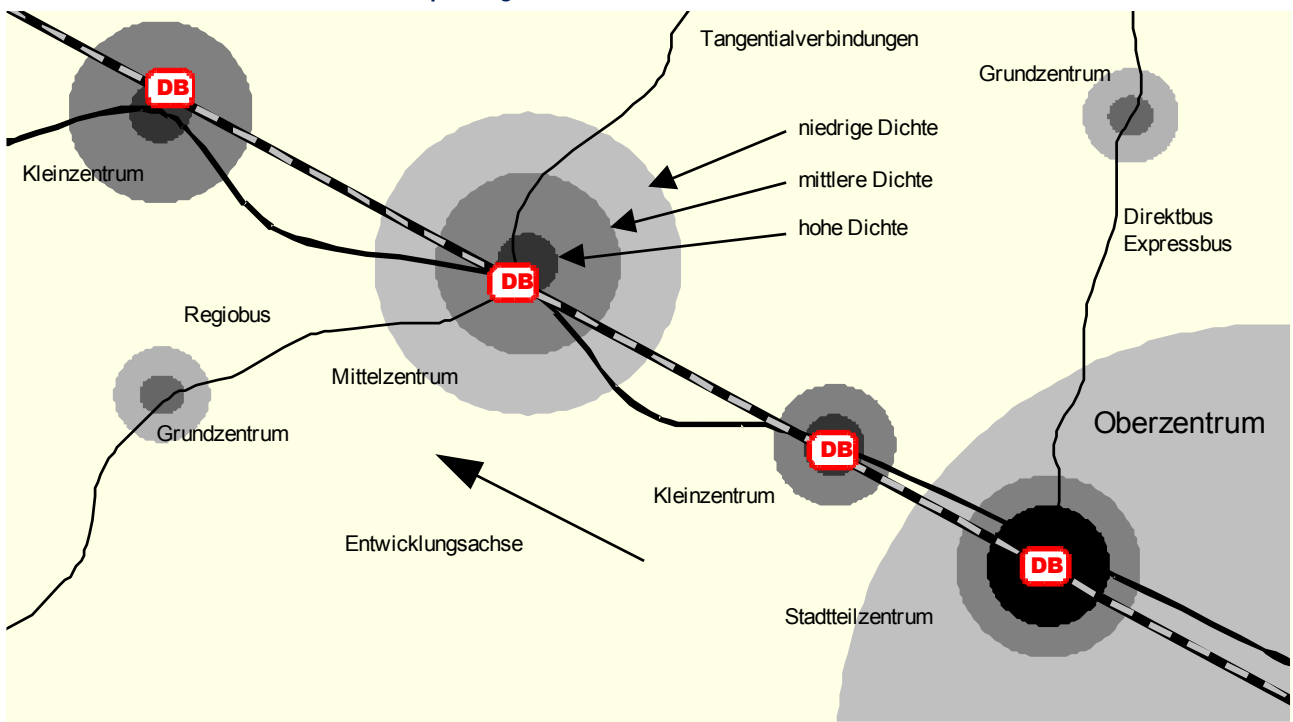 DB
Tangentialverbindungen
Grundzentrum
niedrige Dichte
Kleinzentrum
mittlere Dichte
hohe Dichte
Direktbus
Expressbus
DB
Regiobus
Mittelzentrum
Grundzentrum
Oberzentrum
DB
Kleinzentrum
Entwicklungsachse
DB
Stadtteilzentrum